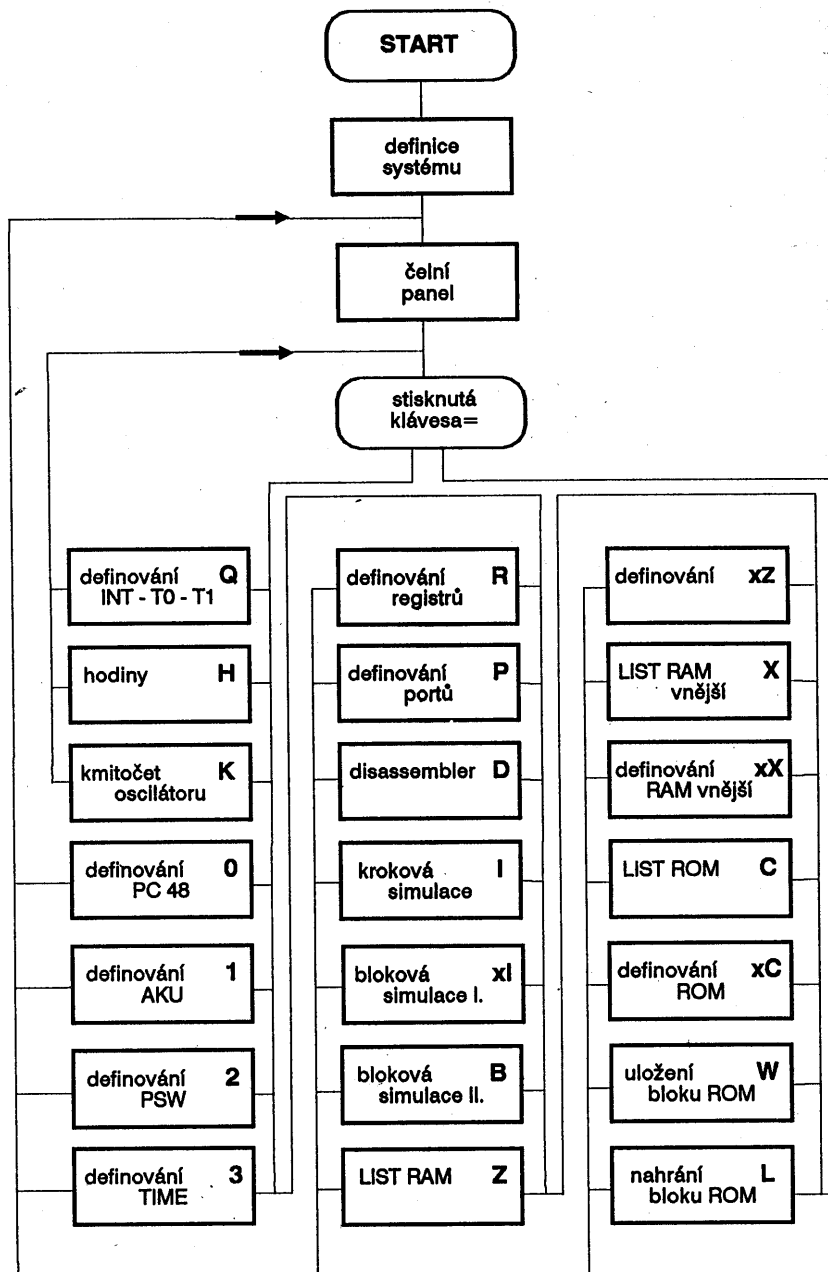 START
definice
systému
čelní
panel
stisknutá
klávesa=
definování Q
INT - T0 - T1
hodiny H
kmitočet K
oscilátoru
definování 0
PC 48
definování 1
AKU
definování 2
PSW
definování 3
TIME
definování R
registrů
definování P
portů
disassembler D
kroková I
simulace
bloková xI
simulace I.
bloková B
simulace II.
LIST RAM Z
definování xZ
LIST RAM X
vnější
definování xX
RAM vnější
LIST ROM C
definování xC
ROM
uložení W
bloku ROM
nahrání L
bloku ROM